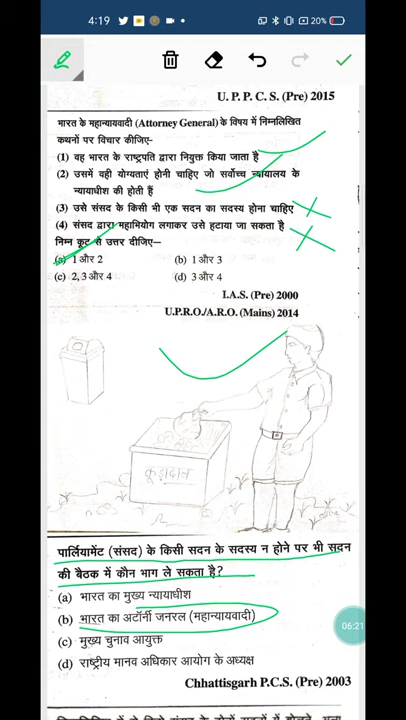 4:19
20%
U. P. P. C. S. (Pre) 2015
भारत के महान्यायवादी (Attorney General) के विषय में निम्नलिखित
कथनों पर विचार कीजिए-
(1) वह भारत के राष्ट्रपति द्वारा नियुक्त किया जाता है
(2) उसमें वही योग्यताएं होनी चाहिए जो सर्वोच्च न्यायालय के
न्यायाधीश की होती हैं
(3) उसे संसद के किसी भी एक सदन का सदस्य होना चाहिए
(4) संसद द्वारा महाभियोग लगाकर उसे हटाया जा सकता है
निम्न कूट से उत्तर दीजिए—
(a) 1 और 2 (b) 1 और 3
(c) 2, 3 और 4 (d) 3 और 4
I.A.S. (Pre) 2000
U.P.R.O./A.R.O. (Mains) 2014
कूड़ादान
पार्लियामेंट (संसद) के किसी सदन के सदस्य न होने पर भी सदन
की बैठक में कौन भाग ले सकता है?
(a) भारत का मुख्य न्यायाधीश
(b) भारत का अटॉर्नी जनरल (महान्यायवादी)
06:21
(c) मुख्य चुनाव आयुक्त
(d) राष्ट्रीय मानव अधिकार आयोग के अध्यक्ष
Chhattisgarh P.C.S. (Pre) 2003